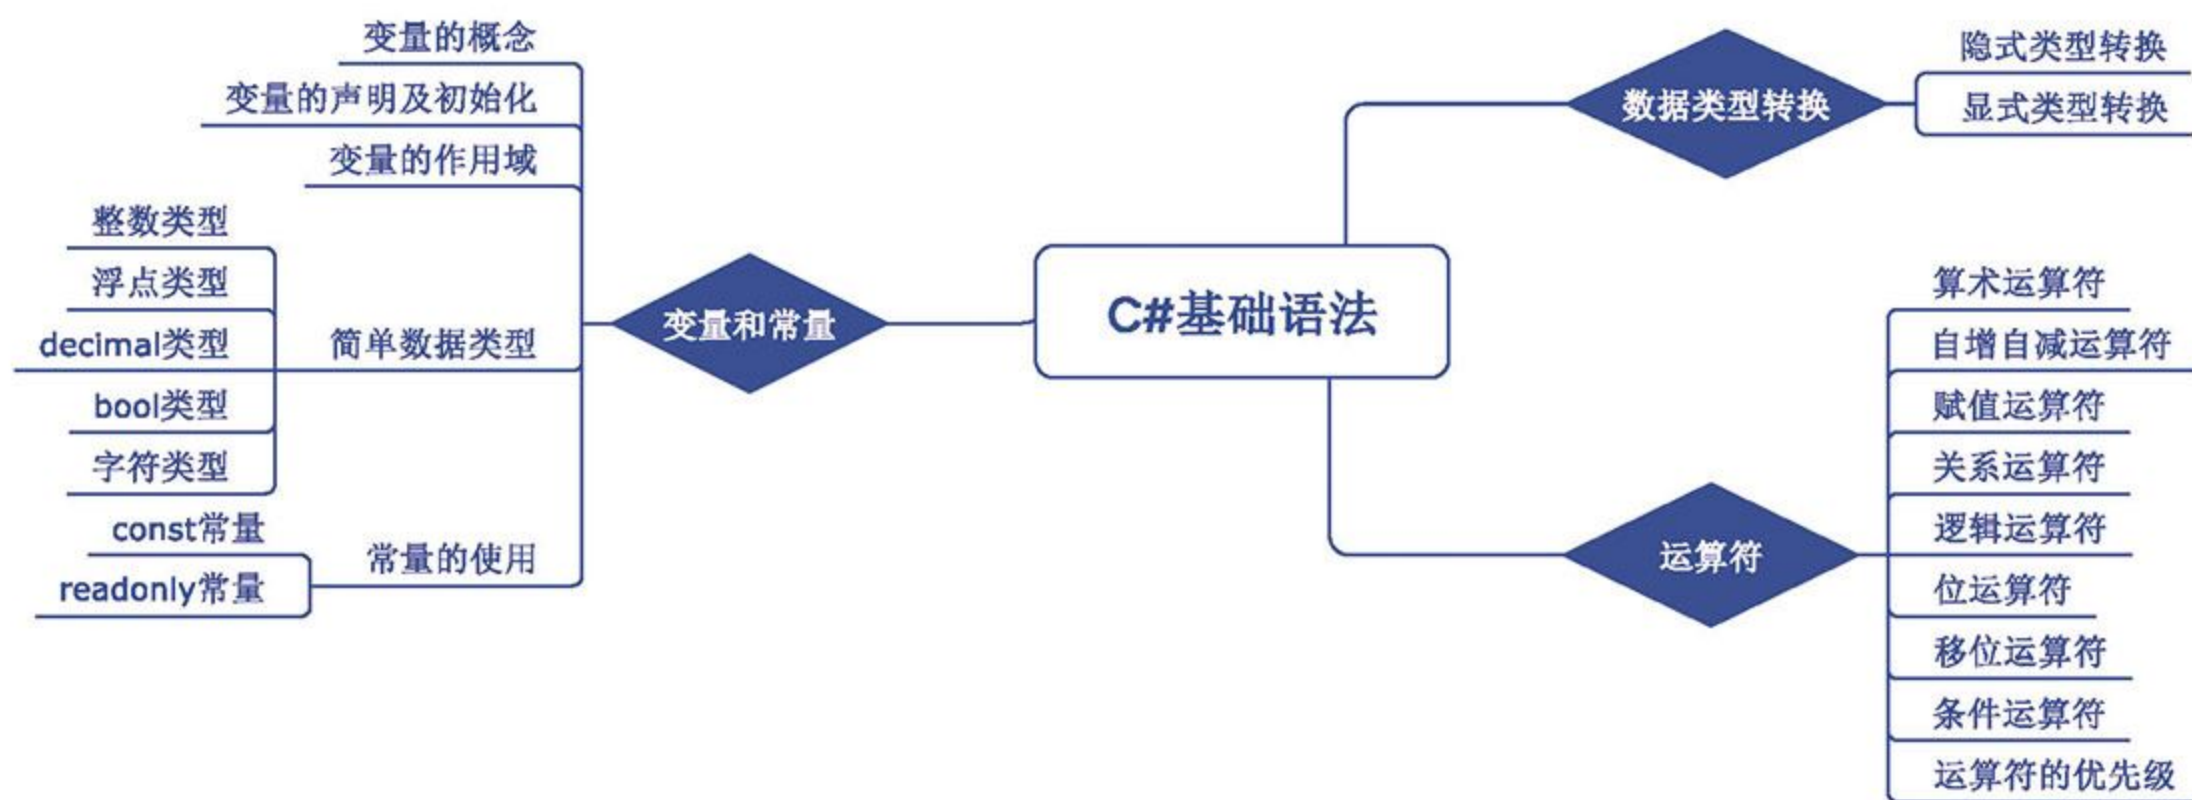 变量的概念
变量的声明及初始化
变量的作用域
整数类型
浮点类型
decimal类型
bool类型
字符类型
简单数据类型
const常量
readonly常量
常量的使用
变量和常量
C#基础语法
数据类型转换
隐式类型转换
显式类型转换
运算符
算术运算符
自增自减运算符
赋值运算符
关系运算符
逻辑运算符
位运算符
移位运算符
条件运算符
运算符的优先级